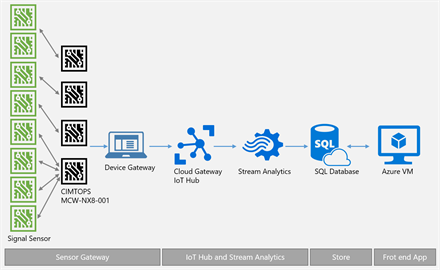 SQL
Device Gateway
Cloud Gateway
IoT Hub
Stream Analytics
SQL Database
Azure VM
CIMTOPS
MCW-NX8-001
Signal Sensor
Sensor Gateway
IoT Hub and Stream Analytics
Store
Frot end App